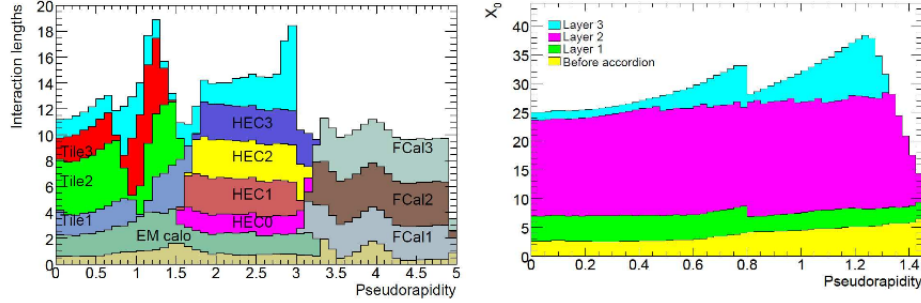 Interaction lengths
20
18
16
14
12
10
8
6
4
2
0
Tile3
Tile2
Tile1
EM calo
HEC3
HEC2
HEC1
HEC0
FCal3
FCal2
FCal1
0 0.5 1 1.5 2 2.5 3 3.5 4 4.5 5
Pseudorapidity
X0
40
35
30
25
20
15
10
5
0
Layer 3
Layer 2
Layer 1
Before accordion
0 0.2 0.4 0.6 0.8 1 1.2 1.4
Pseudorapidity